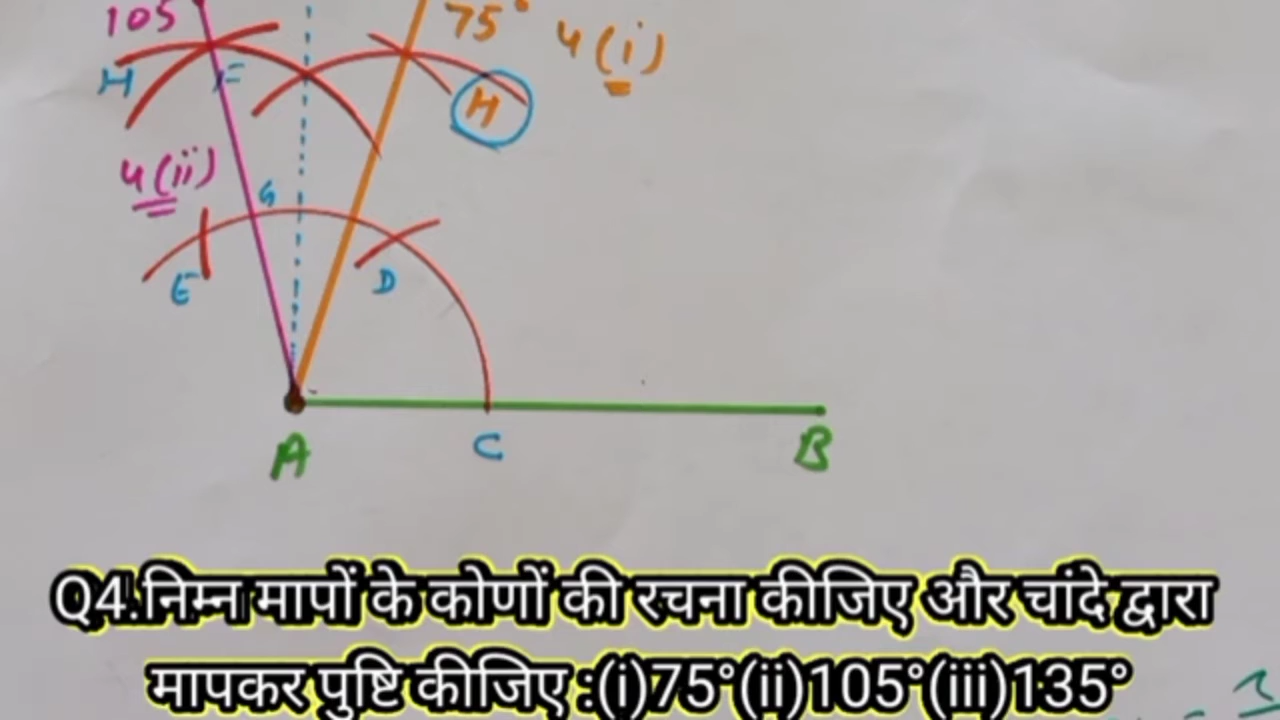 105
75° 4(i)
H F H
4(ii)
G
E D
A C B
Q4.निम्न मापों के कोणों की रचना कीजिए और चांदे द्वारा
मापकर पुष्टि कीजिए :(i)75°(ii)105°(iii)135°